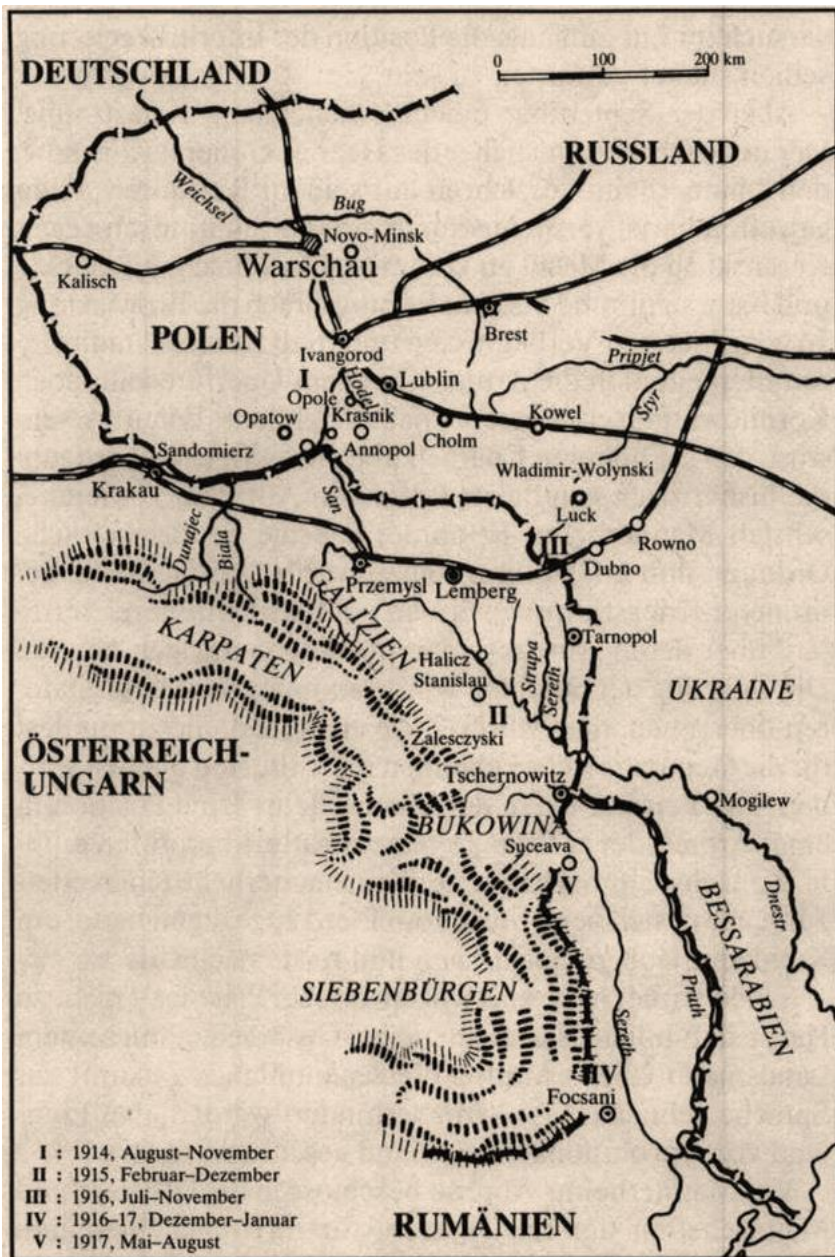 DEUTSCHLAND
0 100 200 km
RUSSLAND
Weichsel
Bug
Novo-Minsk
Warschau
Kalisch
POLEN
Brest
Ivangorod
Pripjet
I
Hodel
Lublin
Opole
Styr
Opatow
Kraśnik
Cholm
Kowel
Sandomierz
Annopol
Wladimir-Wolynski
Krakau
San
Luck
Dunajec
Biala
III
Rowno
Przemysl
Lemberg
Dubno
GALIZIEN
KARPATEN
Tarnopol
Halicz
Stanislau
Strupa
Sereth
UKRAINE
II
ÖSTERREICH-
UNGARN
Zalesczyski
Tschernowitz
Mogilew
BUKOWINA
Suceava
V
Dnestr
BESSARABIEN
SIEBENBÜRGEN
Pruth
Sereth
IV
Focsani
I : 1914, August–November
II : 1915, Februar–Dezember
III : 1916, Juli–November
IV : 1916–17, Dezember–Januar
V : 1917, Mai–August
RUMÄNIEN